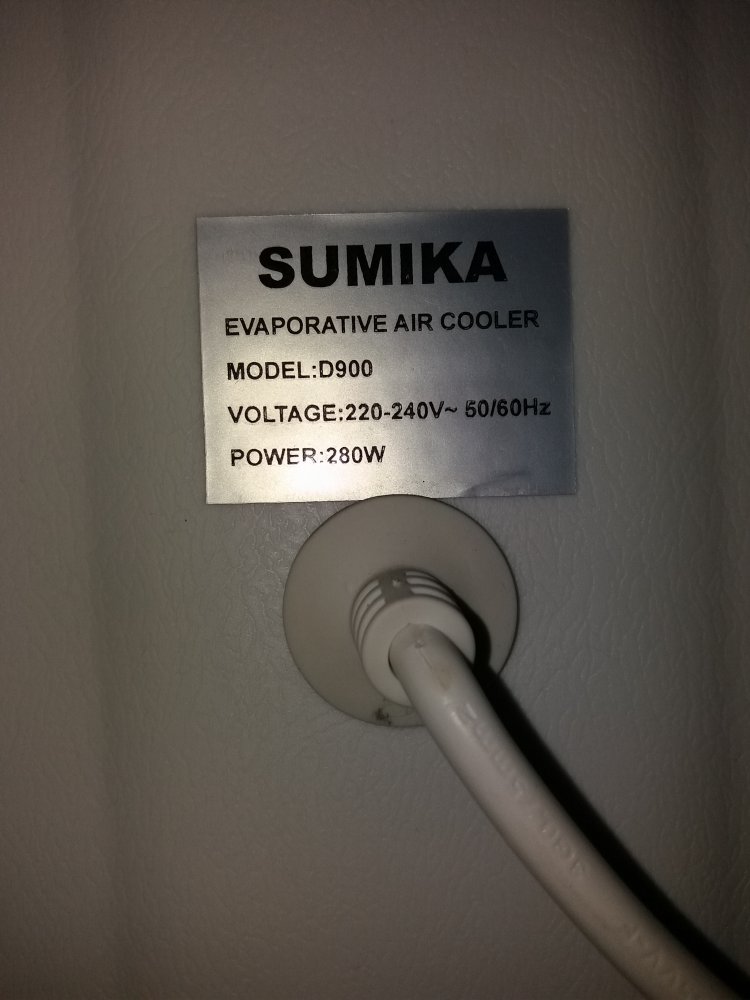 SUMIKA
EVAPORATIVE AIR COOLER
MODEL:D900
VOLTAGE:220-240V~ 50/60Hz
POWER:280W